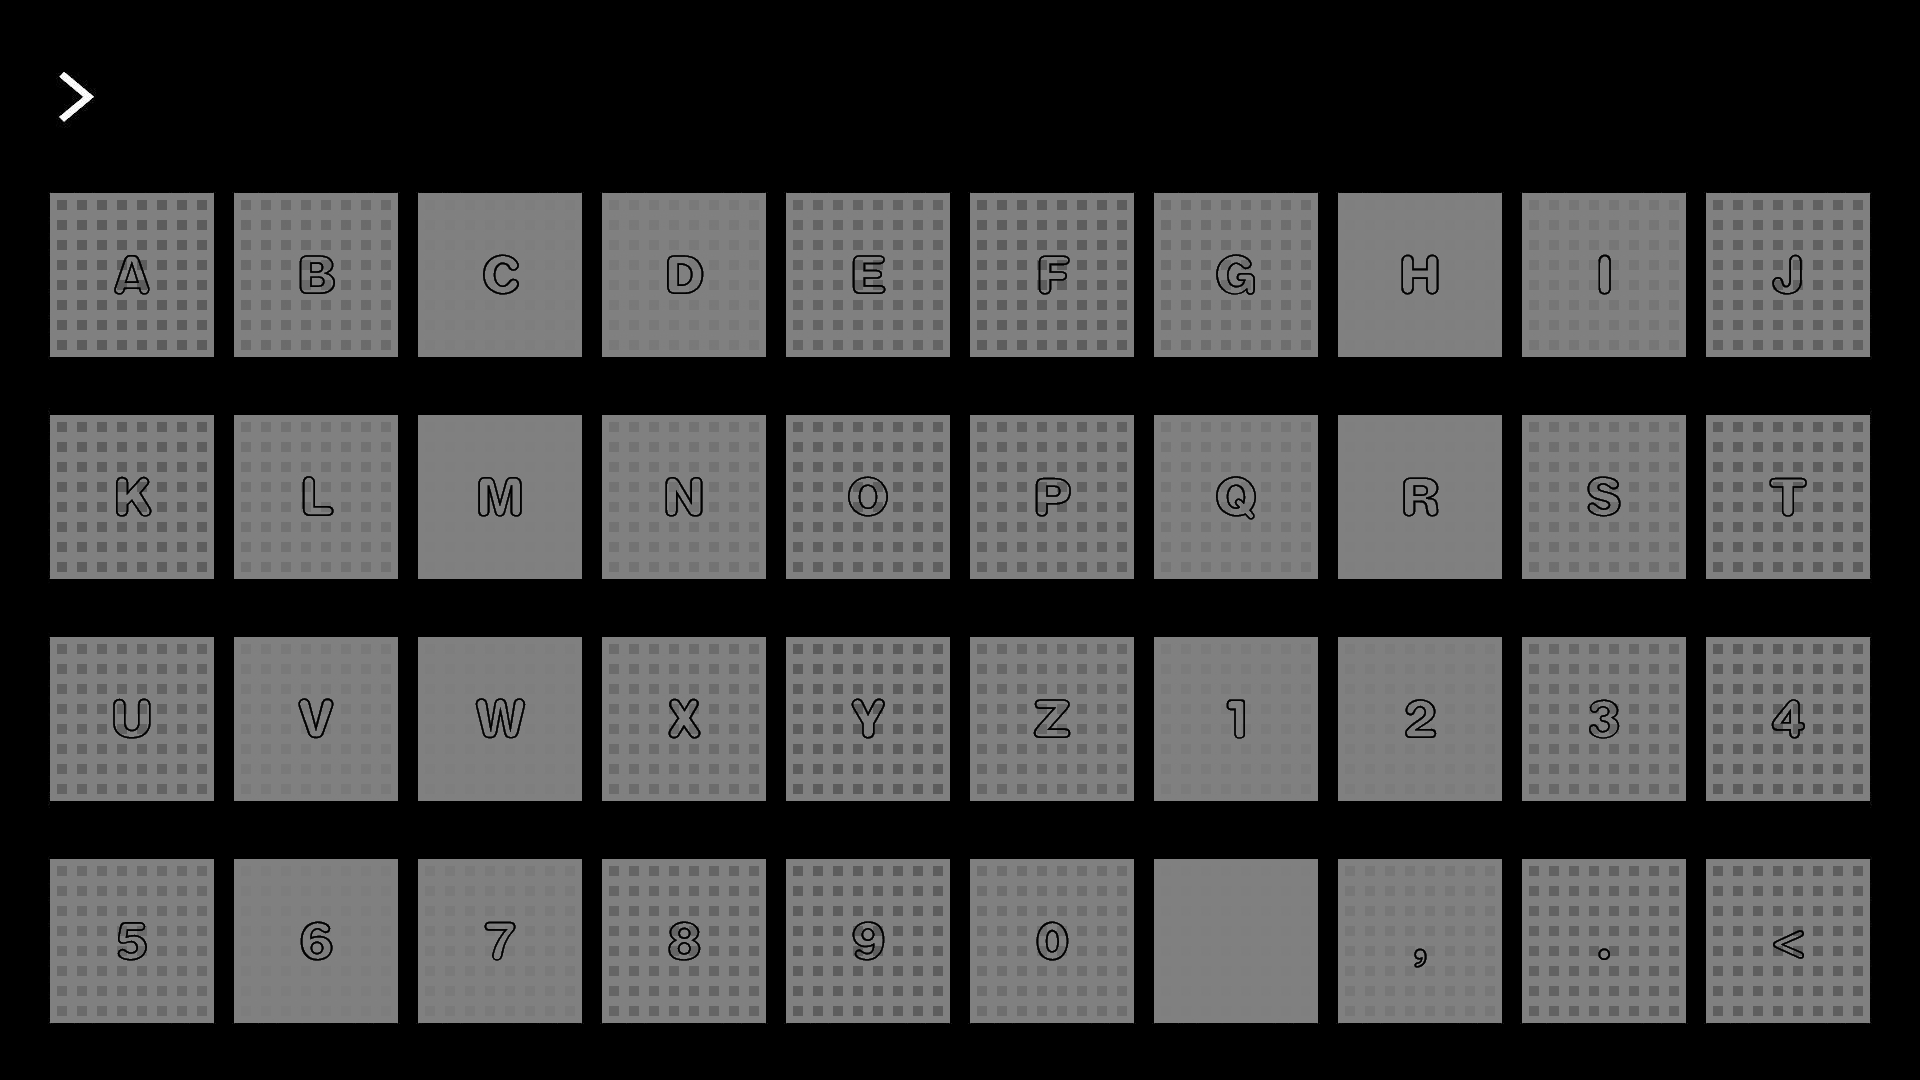 >
A B C D E F G H I J
K L M N O P Q R S T
U V W X Y Z 1 2 3 4
5 6 7 8 9 0 , . <